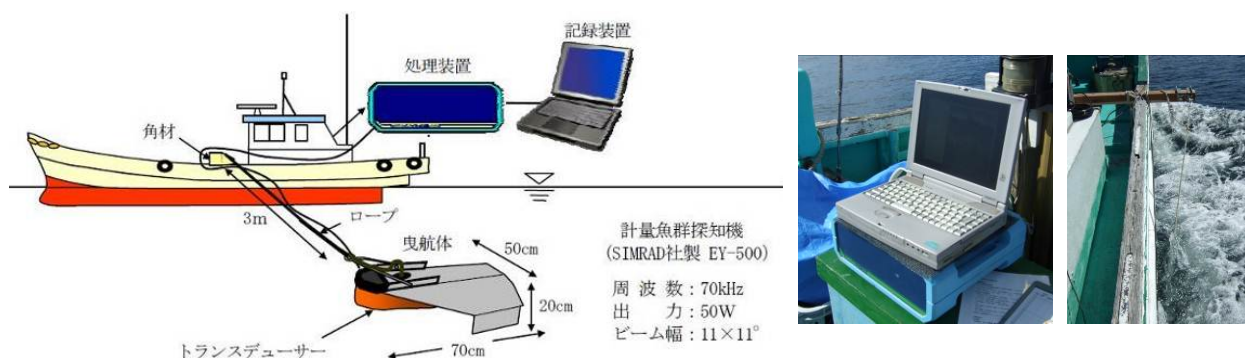 記録装置
処理装置
角材
3m
ロープ
曳航体
50cm
20cm
70cm
トランスデューサー
計量魚群探知機
(SIMRAD社製 EY-500)
周 波 数：70kHz
出　　力：50W
ビーム幅：11×11°